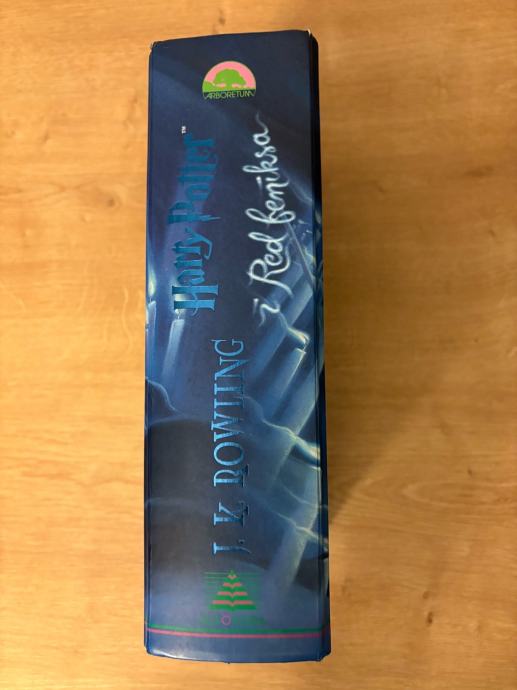 J. K. ROWLING
Harry Potter™
i Red feniksa
ARBORETUM